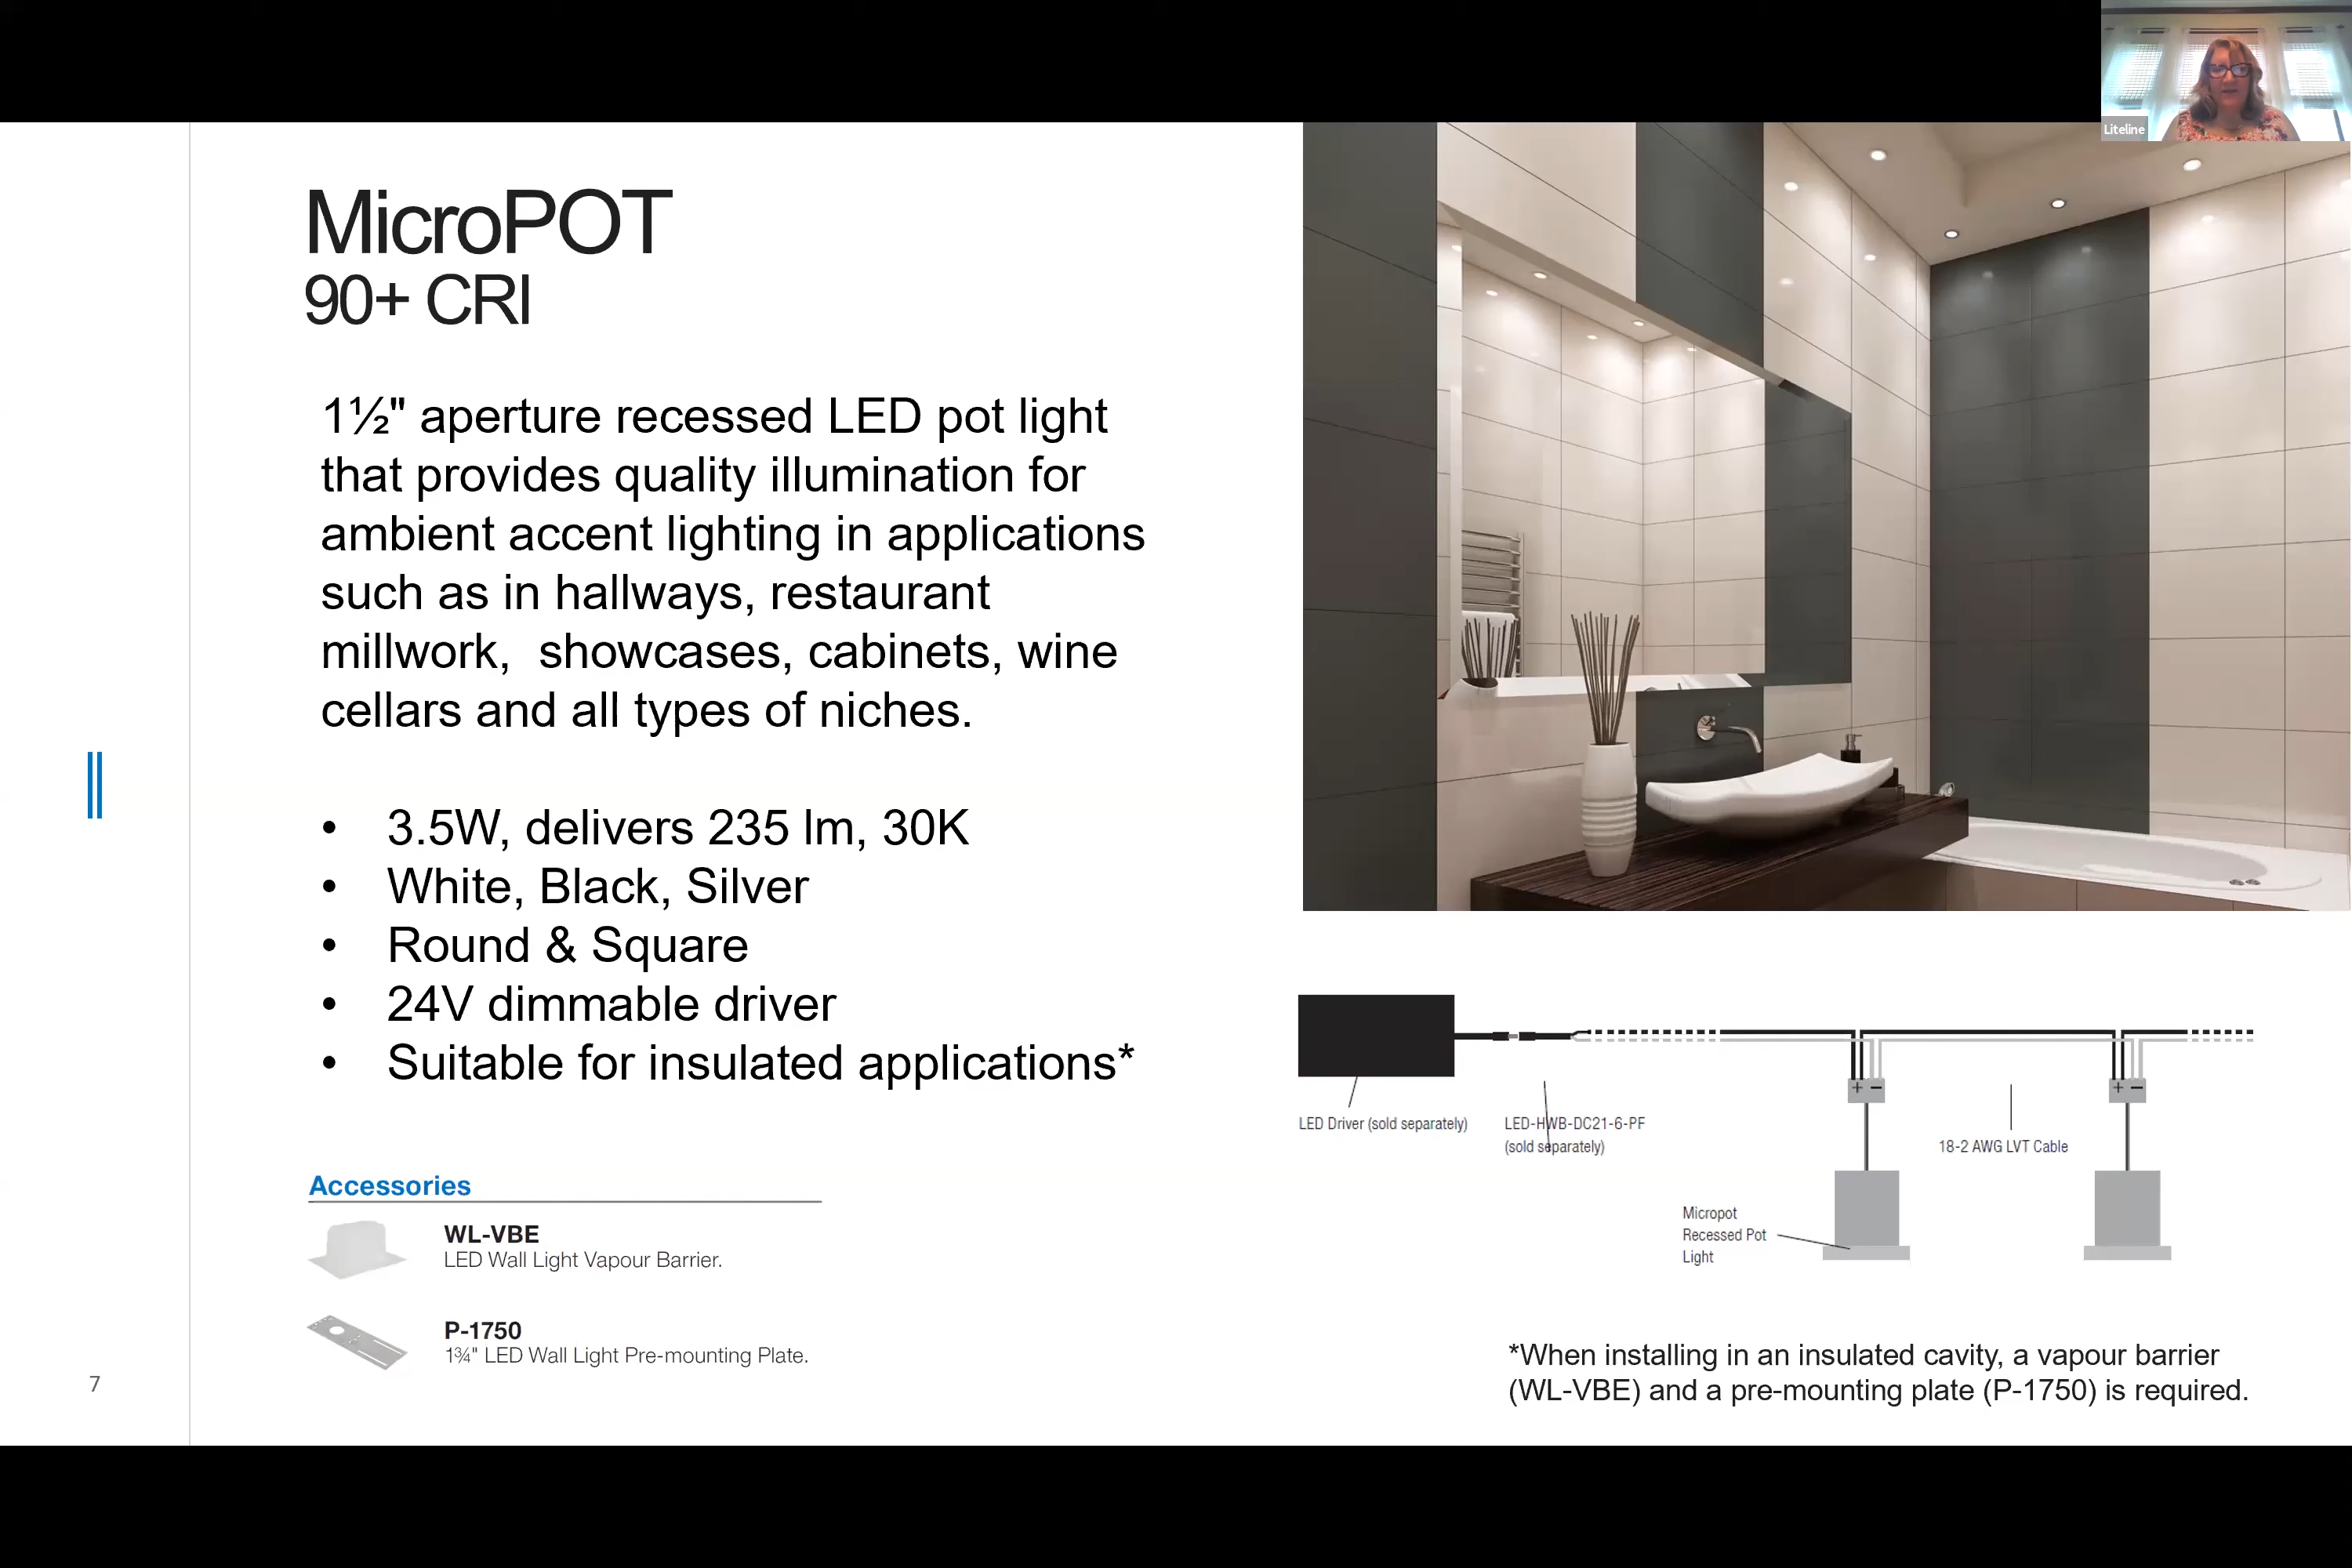 Liteline
MicroPOT
90+ CRI
1½" aperture recessed LED pot light
that provides quality illumination for
ambient accent lighting in applications
such as in hallways, restaurant
millwork,  showcases, cabinets, wine
cellars and all types of niches.
• 3.5W, delivers 235 lm, 30K
• White, Black, Silver
• Round & Square
• 24V dimmable driver
• Suitable for insulated applications*
Accessories
WL-VBE
LED Wall Light Vapour Barrier.
P-1750
1¾" LED Wall Light Pre-mounting Plate.
LED Driver (sold separately)
LED-HWB-DC21-6-PF
(sold separately)
+ −
+ −
18-2 AWG LVT Cable
Micropot
Recessed Pot
Light
*When installing in an insulated cavity, a vapour barrier
(WL-VBE) and a pre-mounting plate (P-1750) is required.
7